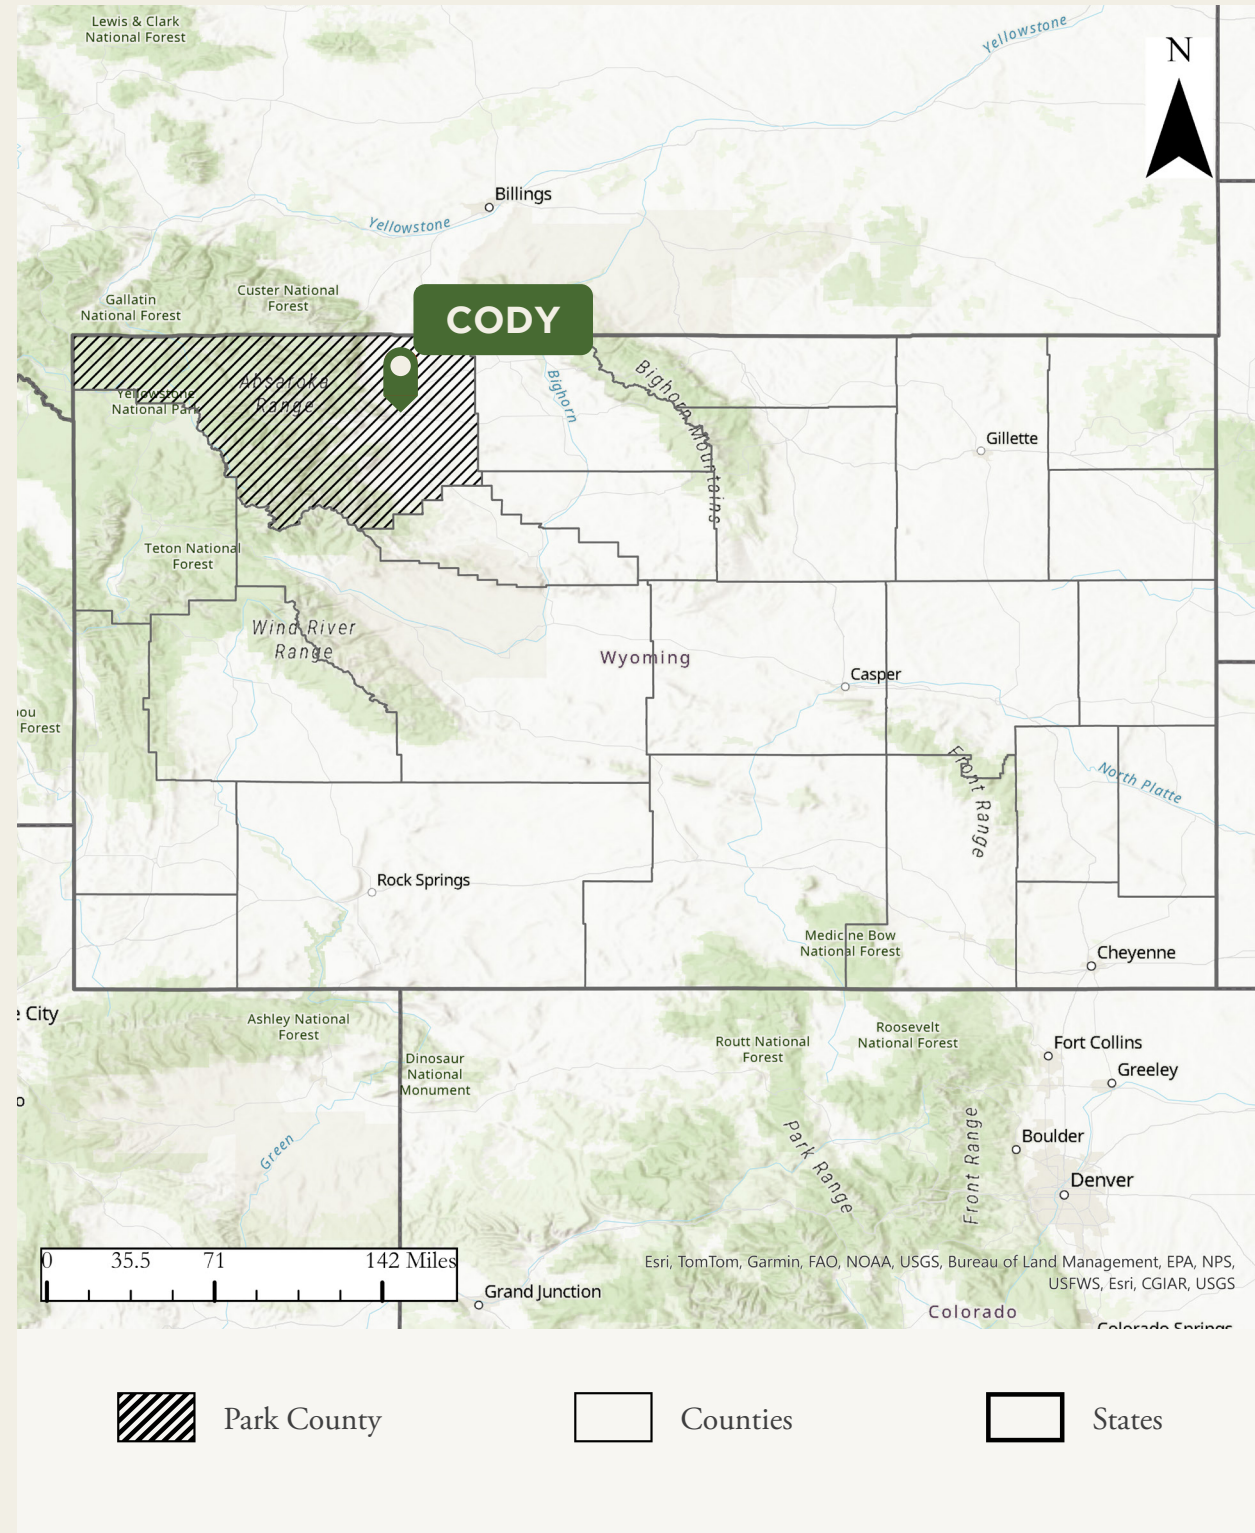 Lewis & Clark
National Forest
Yellowstone
N
Billings
Yellowstone
Custer National
Forest
Gallatin
National Forest
CODY
Absaroka
Range
Yellowstone
National Park
Bighorn
Bighorn Mountains
Gillette
Teton National
Forest
Wind River
Range
Wyoming
Casper
ou
Forest
Front Range
North Platte
Rock Springs
Medicine Bow
National Forest
Cheyenne
e City
Ashley National
Forest
Dinosaur
National
Monument
Routt National
Forest
Roosevelt
National Forest
Fort Collins
Greeley
o
Green
Park Range
Front Range
Boulder
Denver
0 35.5 71 142 Miles
Esri, TomTom, Garmin, FAO, NOAA, USGS, Bureau of Land Management, EPA, NPS,
USFWS, Esri, CGIAR, USGS
Grand Junction
Colorado
Colorado Springs
Park County
Counties
States